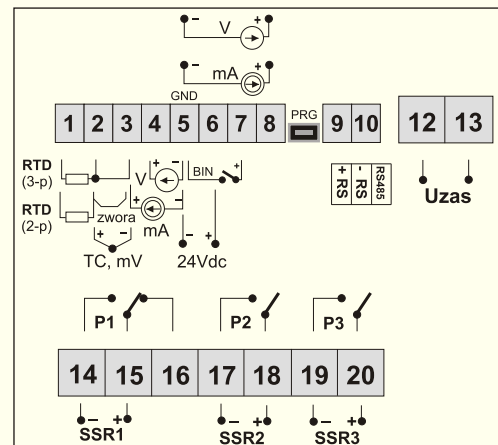 - V +
- mA +
GND
1 2 3 4 5 6 7 8 PRG 9 10 12 13
RTD
(3-p)
V + - BIN +
RTD
(2-p)
zwora + - mA
+ - - +
TC, mV 24Vdc
+ RS
- RS
RS485
Uzas
P1 P2 P3
14 15 16 17 18 19 20
- + - + - +
SSR1 SSR2 SSR3